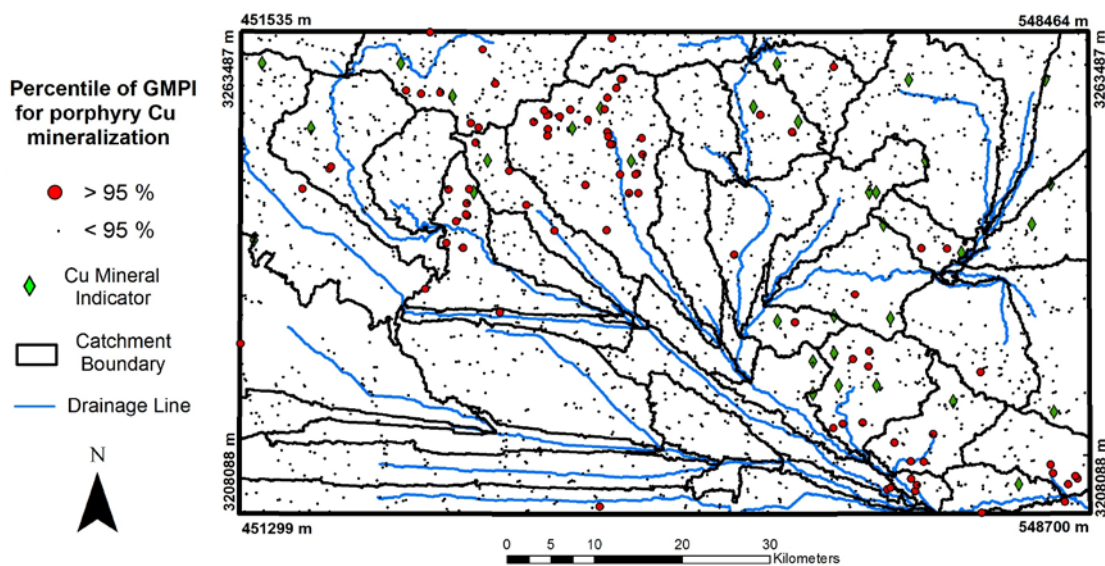 451535 m
548464 m
3263487 m
3263487 m
Percentile of GMPI
for porphyry Cu
mineralization
> 95 %
< 95 %
Cu Mineral
Indicator
Catchment
Boundary
Drainage Line
N
3208088 m
3208088 m
451299 m
548700 m
0 5 10 20 30
Kilometers